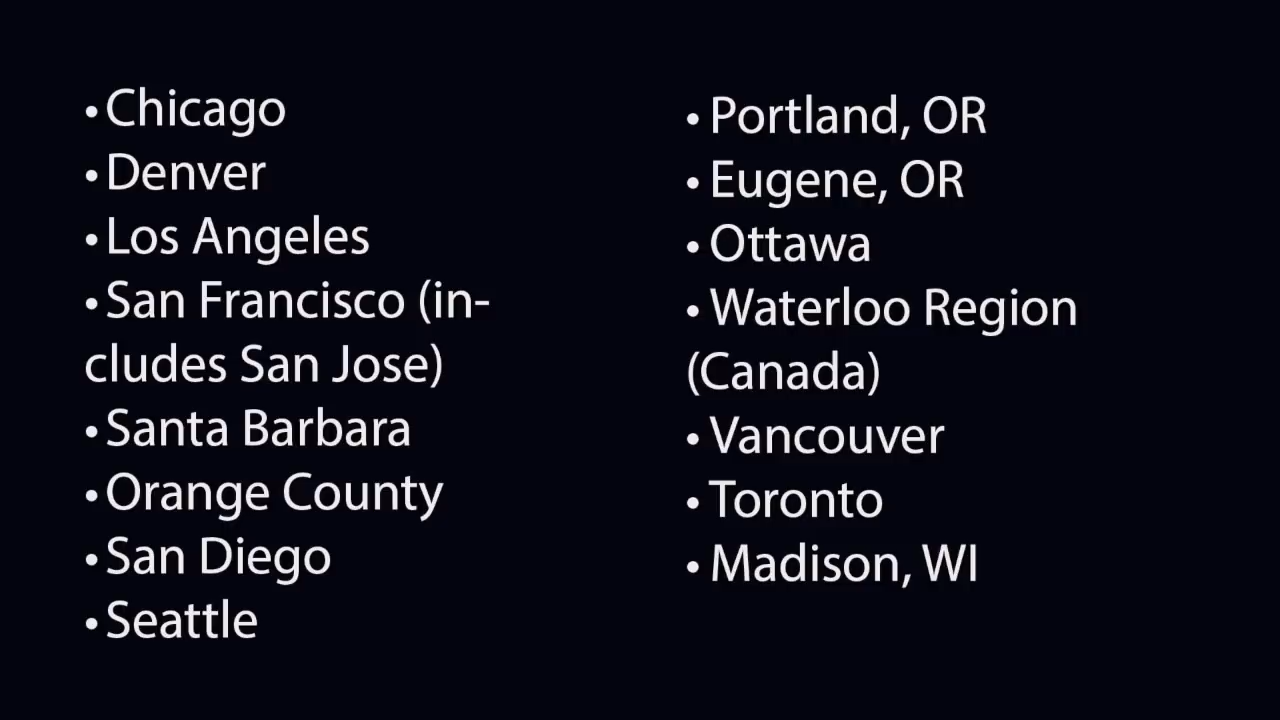 • Chicago
• Denver
• Los Angeles
• San Francisco (in-
cludes San Jose)
• Santa Barbara
• Orange County
• San Diego
• Seattle
• Portland, OR
• Eugene, OR
• Ottawa
• Waterloo Region
(Canada)
• Vancouver
• Toronto
• Madison, WI